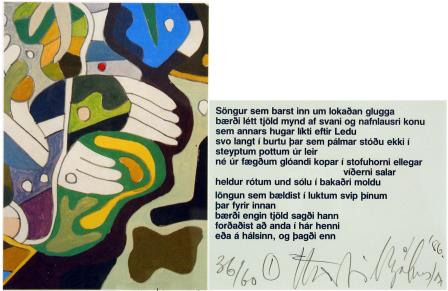 Söngur sem barst inn um lokaðan glugga
bærði létt tjöld mynd af svani og nafnlausri konu
sem annars hugar líkti eftir Ledu
svo langt í burtu þar sem pálmar stóðu ekki í
steyptum pottum úr leir
né úr fægðum glóandi kopar í stofuhorni ellegar
víðerni salar
heldur rótum und sólu í bakaðri moldu
löngun sem bældist í luktum svip þínum
þar fyrir innan
bærði engin tjöld sagði hann
forðaðist að anda í hár henni
eða á hálsinn, og þagði enn
36/60 1 '86